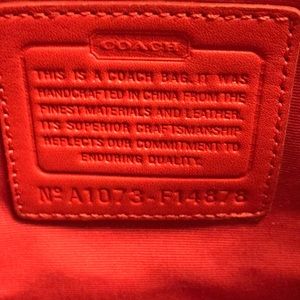 COACH
THIS IS A COACH BAG. IT WAS
HANDCRAFTED IN CHINA FROM THE
FINEST MATERIALS AND LEATHER.
ITS SUPERIOR CRAFTSMANSHIP
REFLECTS OUR COMMITMENT TO
ENDURING QUALITY.
Nº A1073-F14878